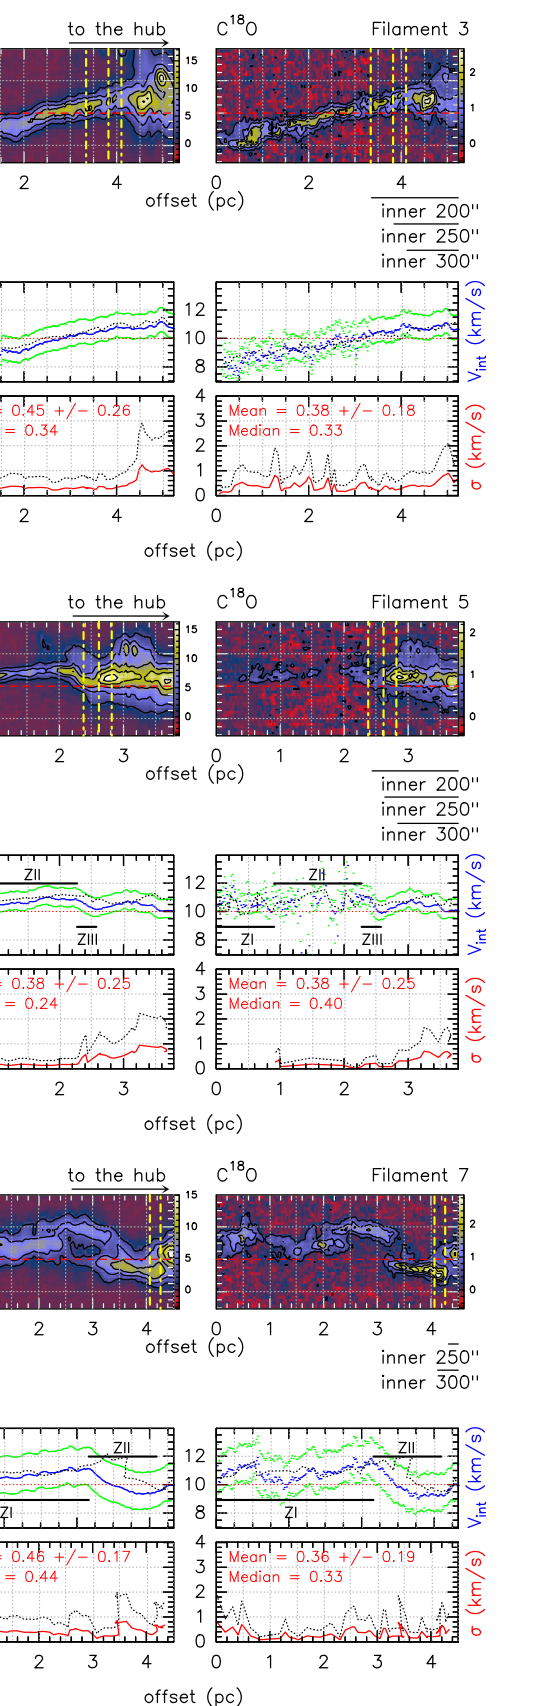 to the hub C¹⁸O Filament 3
15 2
10
5 1
0 0
2 4 0 2 4
offset (pc) offset (pc)
inner 200"
inner 250"
inner 300"
12
10
8
V_int (km/s)
= 0.45 +/- 0.26
= 0.34
4
3
2
1
0
Mean = 0.38 +/- 0.18
Median = 0.33
σ (km/s)
2 4 0 2 4
offset (pc)
to the hub C¹⁸O Filament 5
15 2
10
5 1
0 0
2 3 0 1 2 3
offset (pc)
inner 200"
inner 250"
inner 300"
ZII
ZIII
12
10
8
ZII
ZI ZIII
V_int (km/s)
= 0.38 +/- 0.25
= 0.24
4
3
2
1
0
Mean = 0.38 +/- 0.25
Median = 0.40
σ (km/s)
2 3 0 1 2 3
offset (pc)
to the hub C¹⁸O Filament 7
15
10 2
5 1
0 0
2 3 4 0 1 2 3 4
offset (pc)
inner 250"
inner 300"
ZII
ZI
12
10
8
ZII
ZI
V_int (km/s)
= 0.46 +/- 0.17
= 0.44
4
3
2
1
0
Mean = 0.36 +/- 0.19
Median = 0.33
σ (km/s)
2 3 4 0 1 2 3 4
offset (pc)